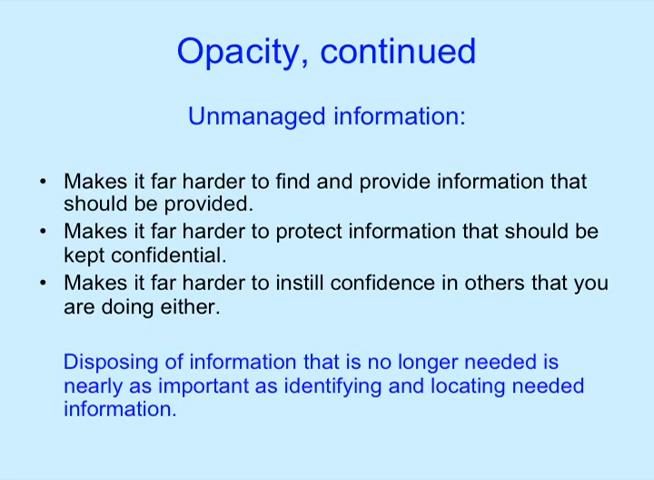 Opacity, continued
Unmanaged information:
• Makes it far harder to find and provide information that
should be provided.
• Makes it far harder to protect information that should be
kept confidential.
• Makes it far harder to instill confidence in others that you
are doing either.
Disposing of information that is no longer needed is
nearly as important as identifying and locating needed
information.